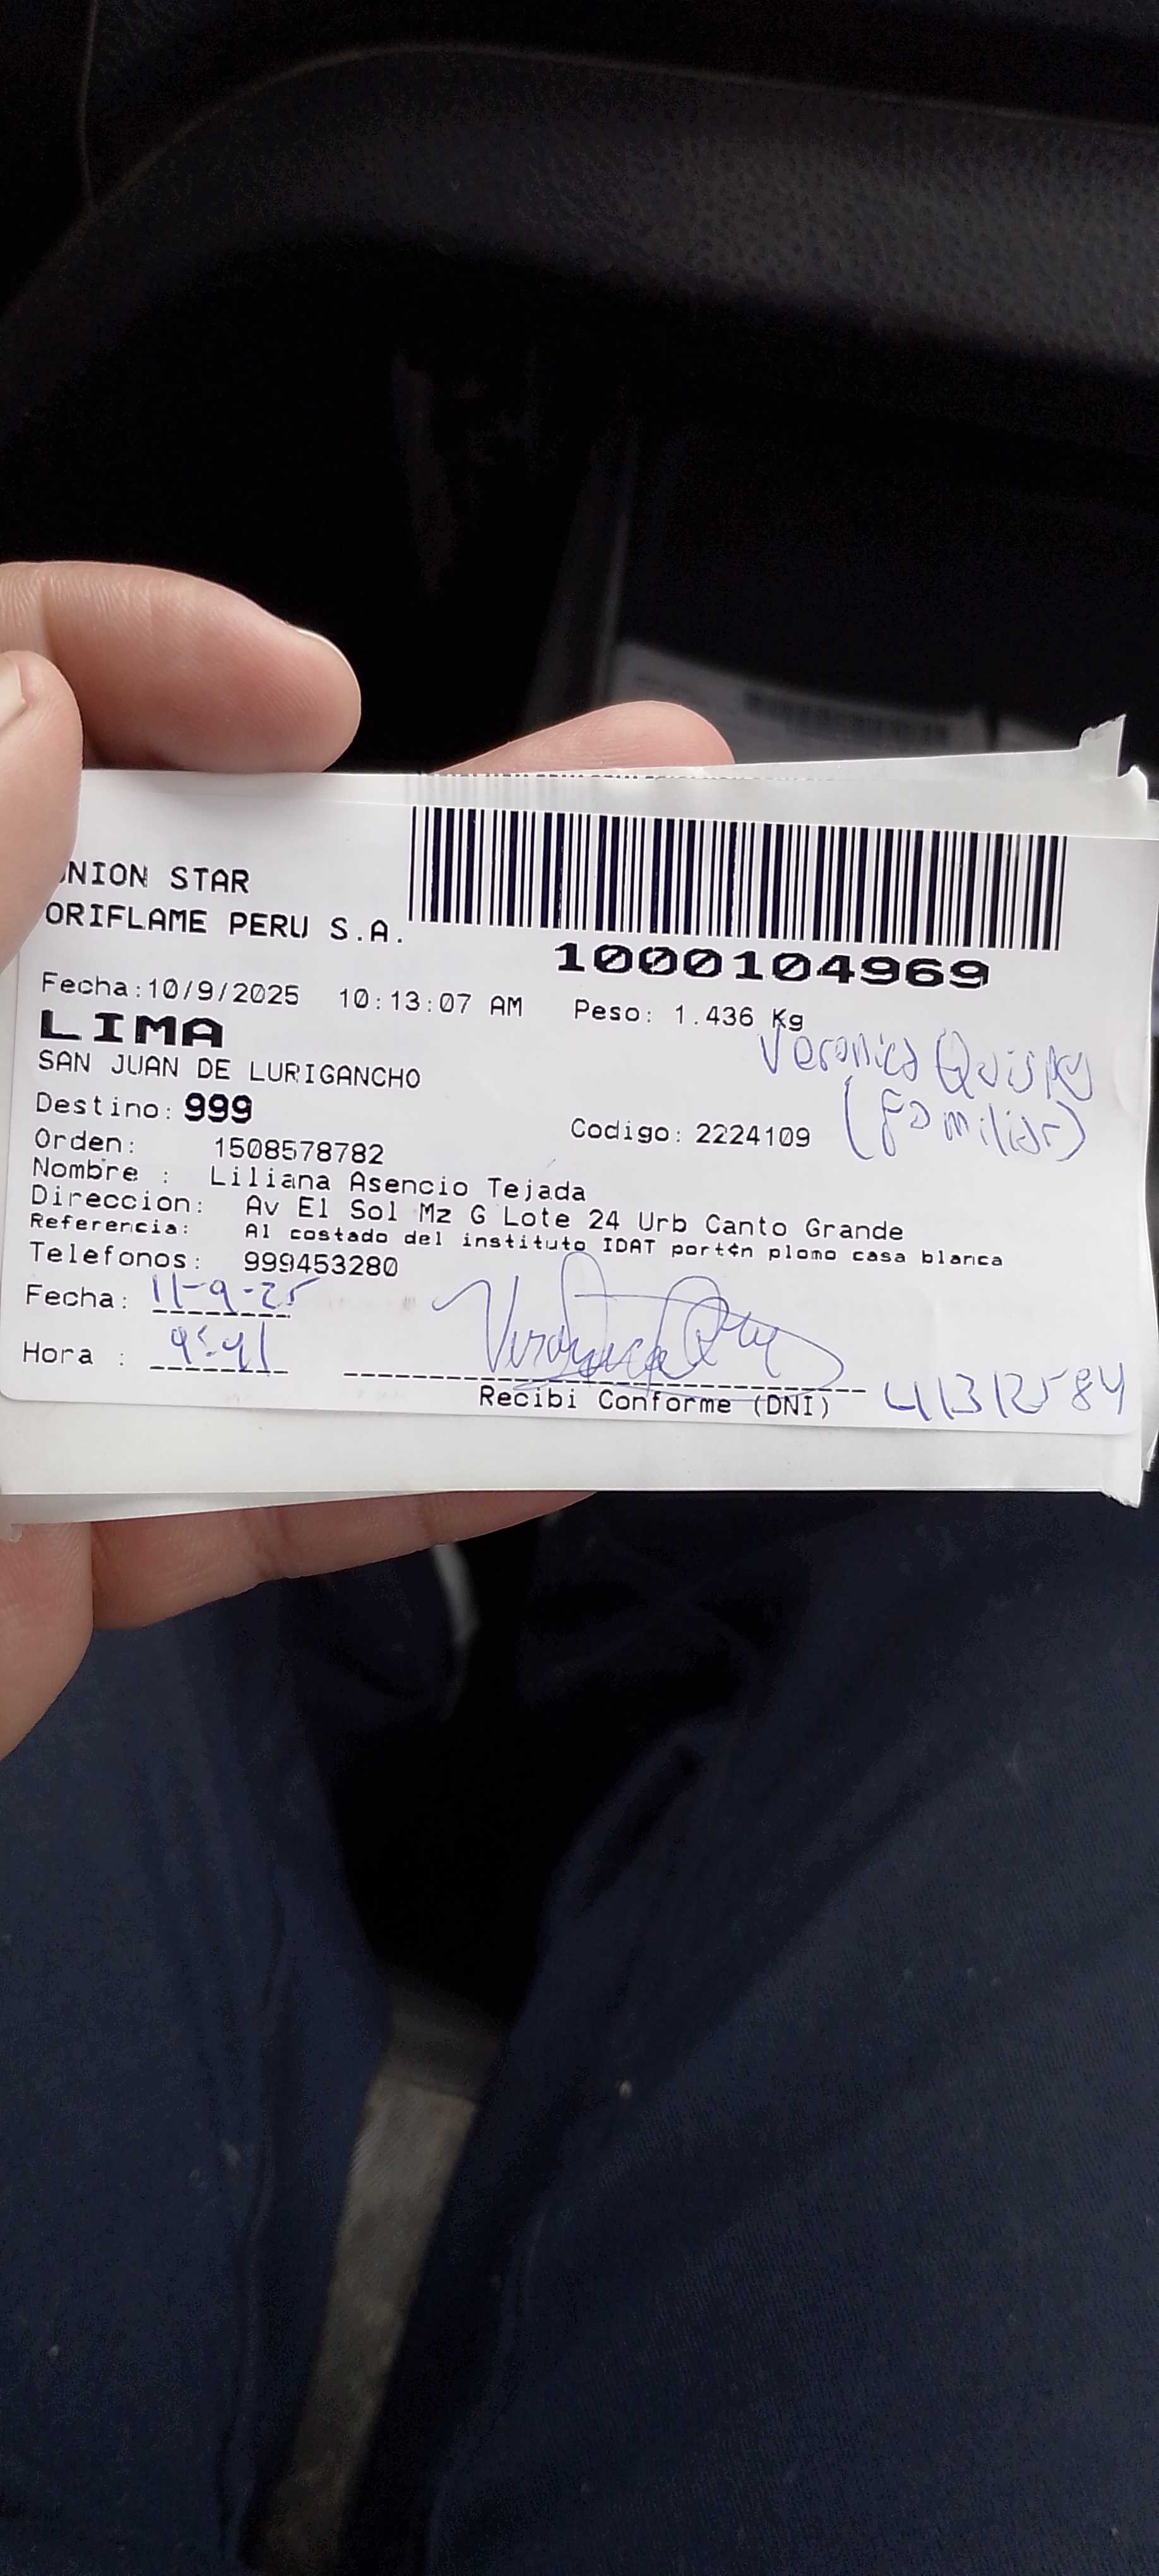 UNION STAR
ORIFLAME PERU S.A.
1000104969
Fecha:10/9/2025 10:13:07 AM Peso: 1.436 Kg
LIMA
Veronica
SAN JUAN DE LURIGANCHO
(Familiar)
Destino: 999
Codigo: 2224109
Orden: 1508578782
Nombre : Liliana Asencio Tejada
Direccion: Av El Sol Mz G Lote 24 Urb Canto Grande
Referencia: Al costado del instituto IDAT port¢n plomo casa blanca
Telefonos: 999453280
Fecha: 11-9-25
Hora : 9:41
Recibi Conforme (DNI) 41312584